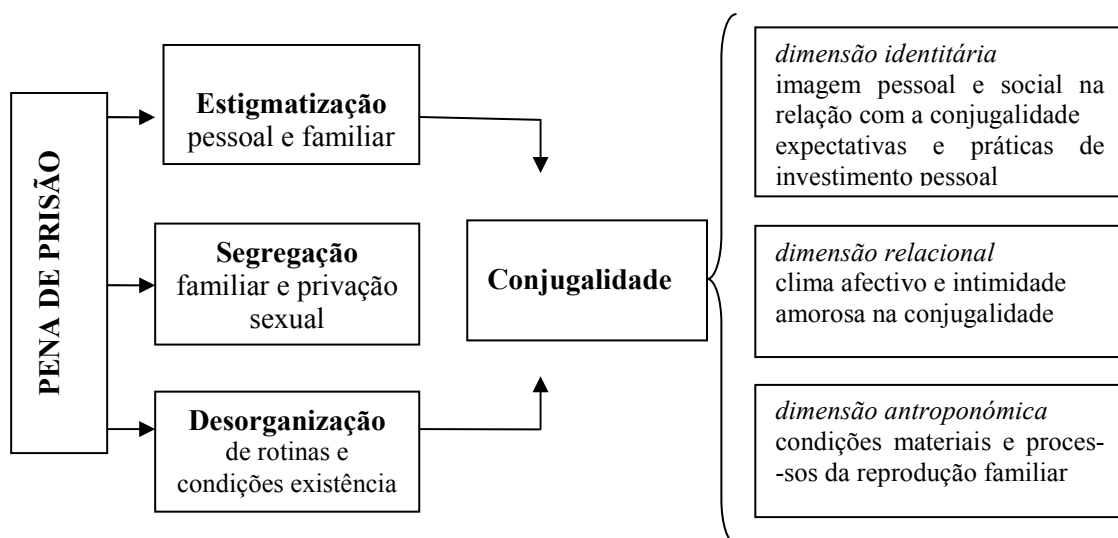 PENA DE PRISÃO
Estigmatização
pessoal e familiar
Segregação
familiar e privação
sexual
Desorganização
de rotinas e
condições existência
Conjugalidade
dimensão identitária
imagem pessoal e social na
relação com a conjugalidade
expectativas e práticas de
investimento pessoal
dimensão relacional
clima afectivo e intimidade
amorosa na conjugalidade
dimensão antroponómica
condições materiais e proces-
-sos da reprodução familiar